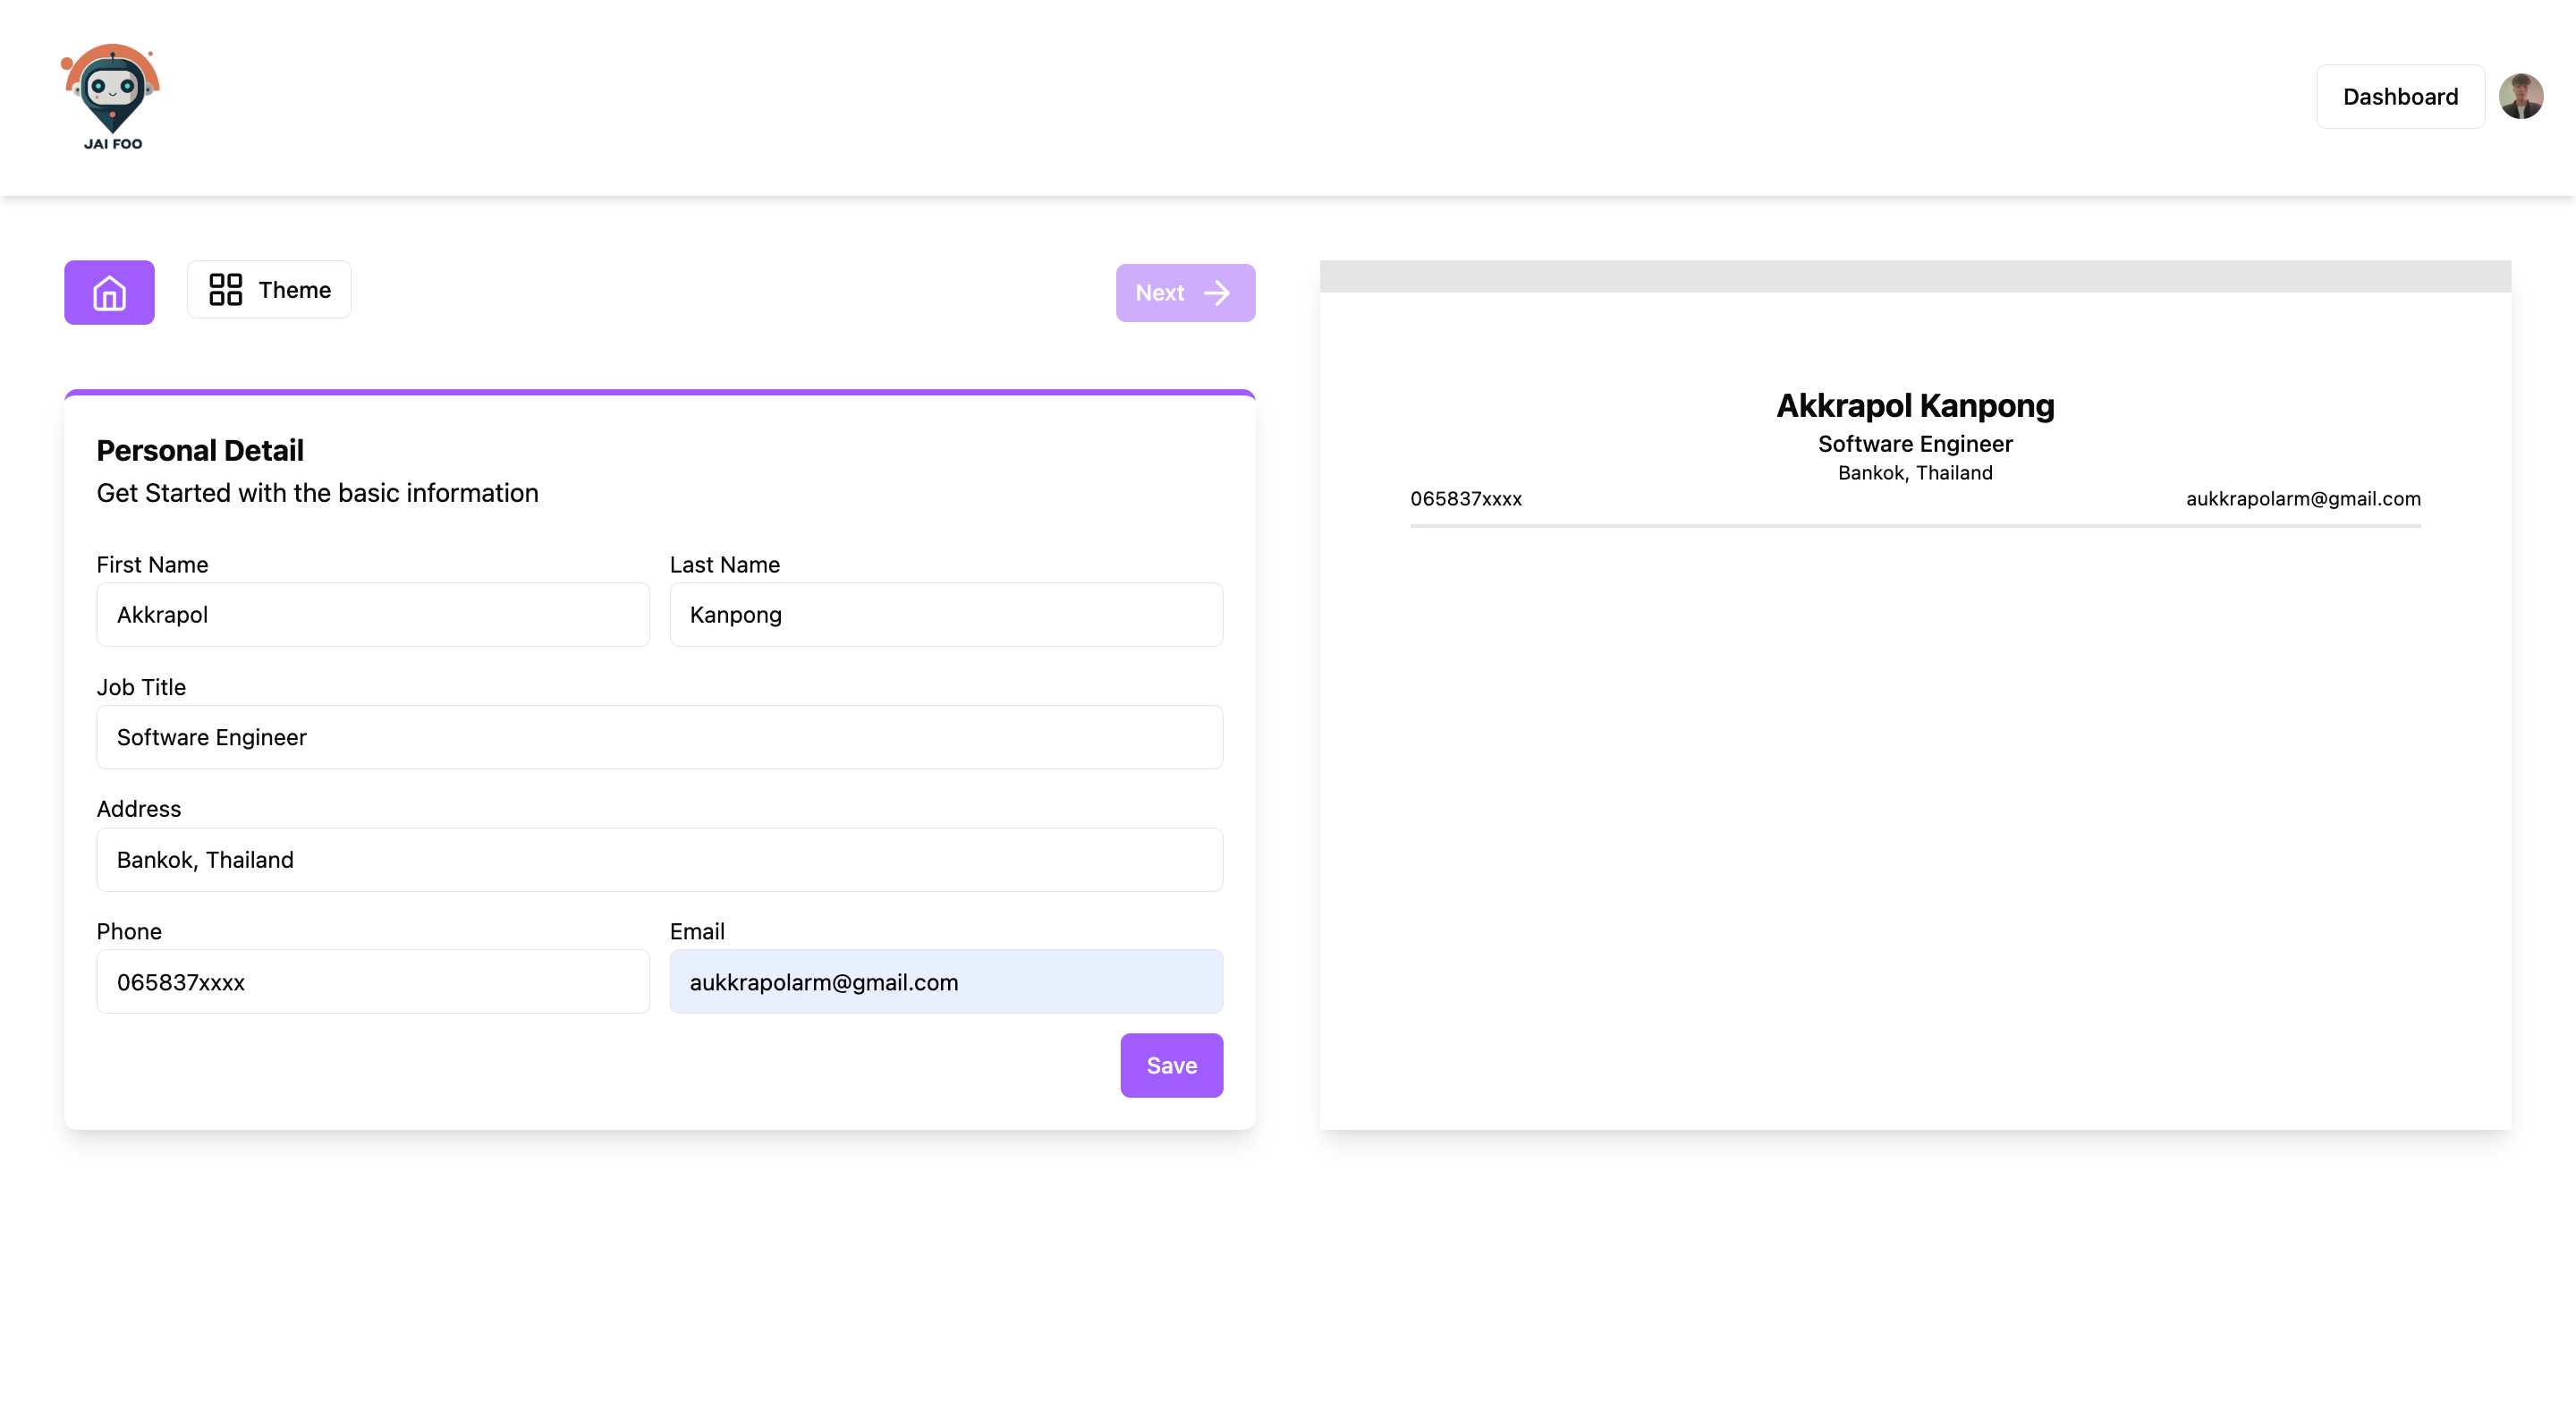 JAI FOO
Dashboard
Theme
Next
Personal Detail
Get Started with the basic information
First Name
Last Name
Akkrapol
Kanpong
Job Title
Software Engineer
Address
Bankok, Thailand
Phone
Email
065837xxxx
aukkrapolarm@gmail.com
Save
Akkrapol Kanpong
Software Engineer
Bankok, Thailand
065837xxxx
aukkrapolarm@gmail.com